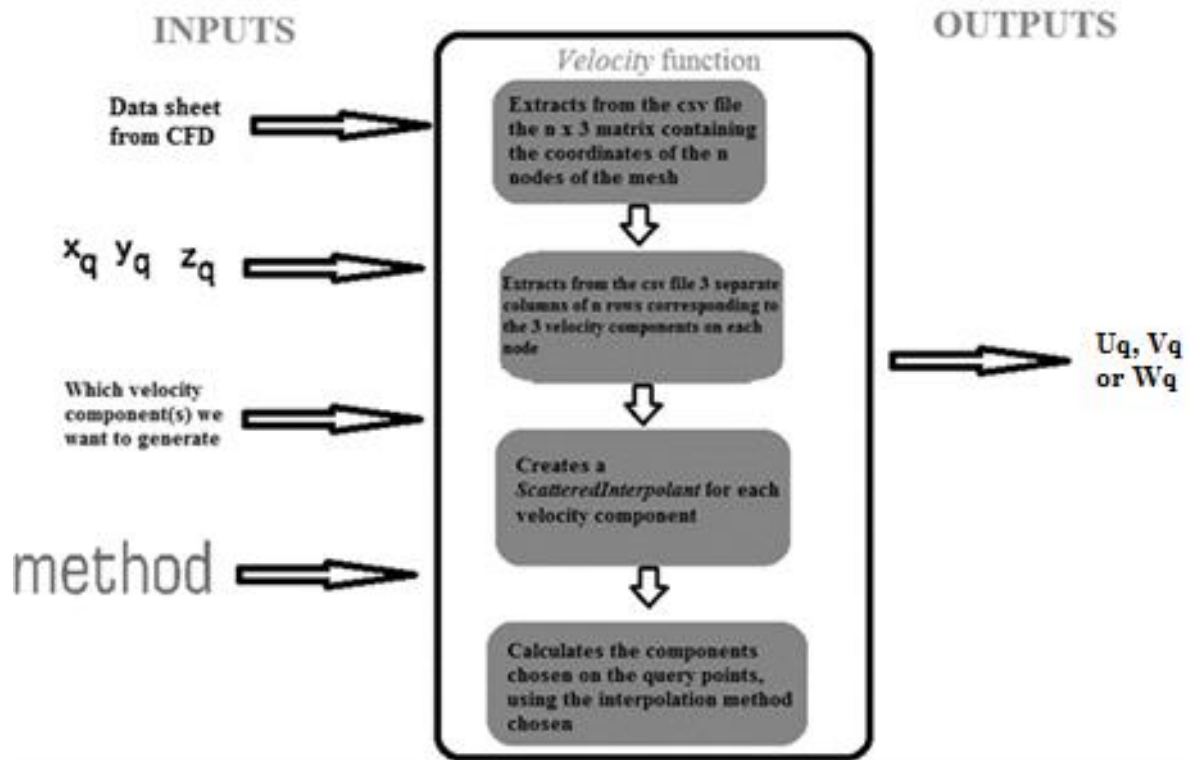 INPUTS
OUTPUTS
Velocity function
Data sheet
from CFD
Extracts from the csv file
the n x 3 matrix containing
the coordinates of the n
nodes of the mesh
xq yq zq
Extracts from the csv file 3 separate
columns of n rows corresponding to
the 3 velocity components on each
node
Uq, Vq
or Wq
Which velocity
component(s) we
want to generate
Creates a
ScatteredInterpolant for each
velocity component
method
Calculates the components
chosen on the query points,
using the interpolation method
chosen